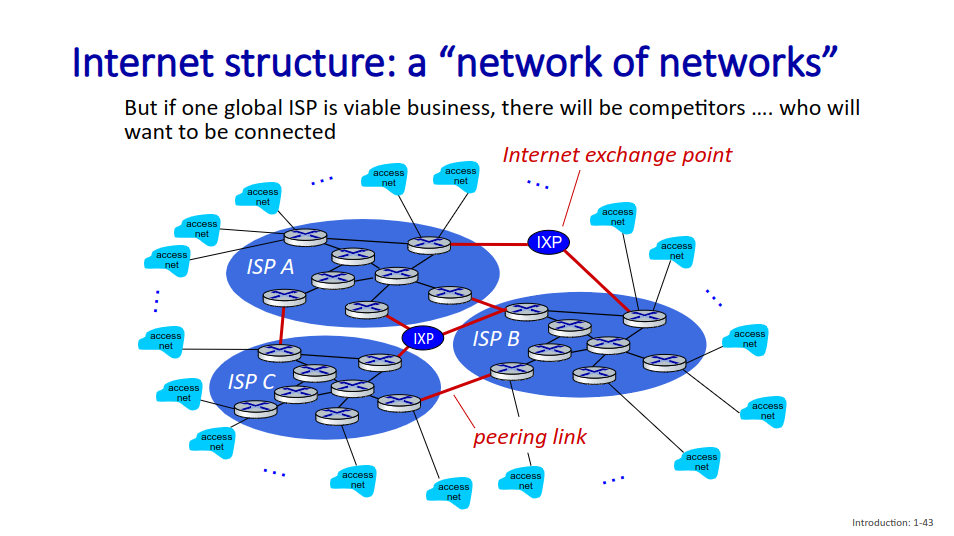 Internet structure: a “network of networks”
But if one global ISP is viable business, there will be competitors .... who will
want to be connected
Internet exchange point
access
net
access
net
access
net
access
net
access
net
access
net
access
net
IXP
ISP A
access
net
IXP
ISP B
access
net
ISP C
access
net
access
net
access
net
peering link
access
net
access
net
access
net
access
net
Introduction: 1-43